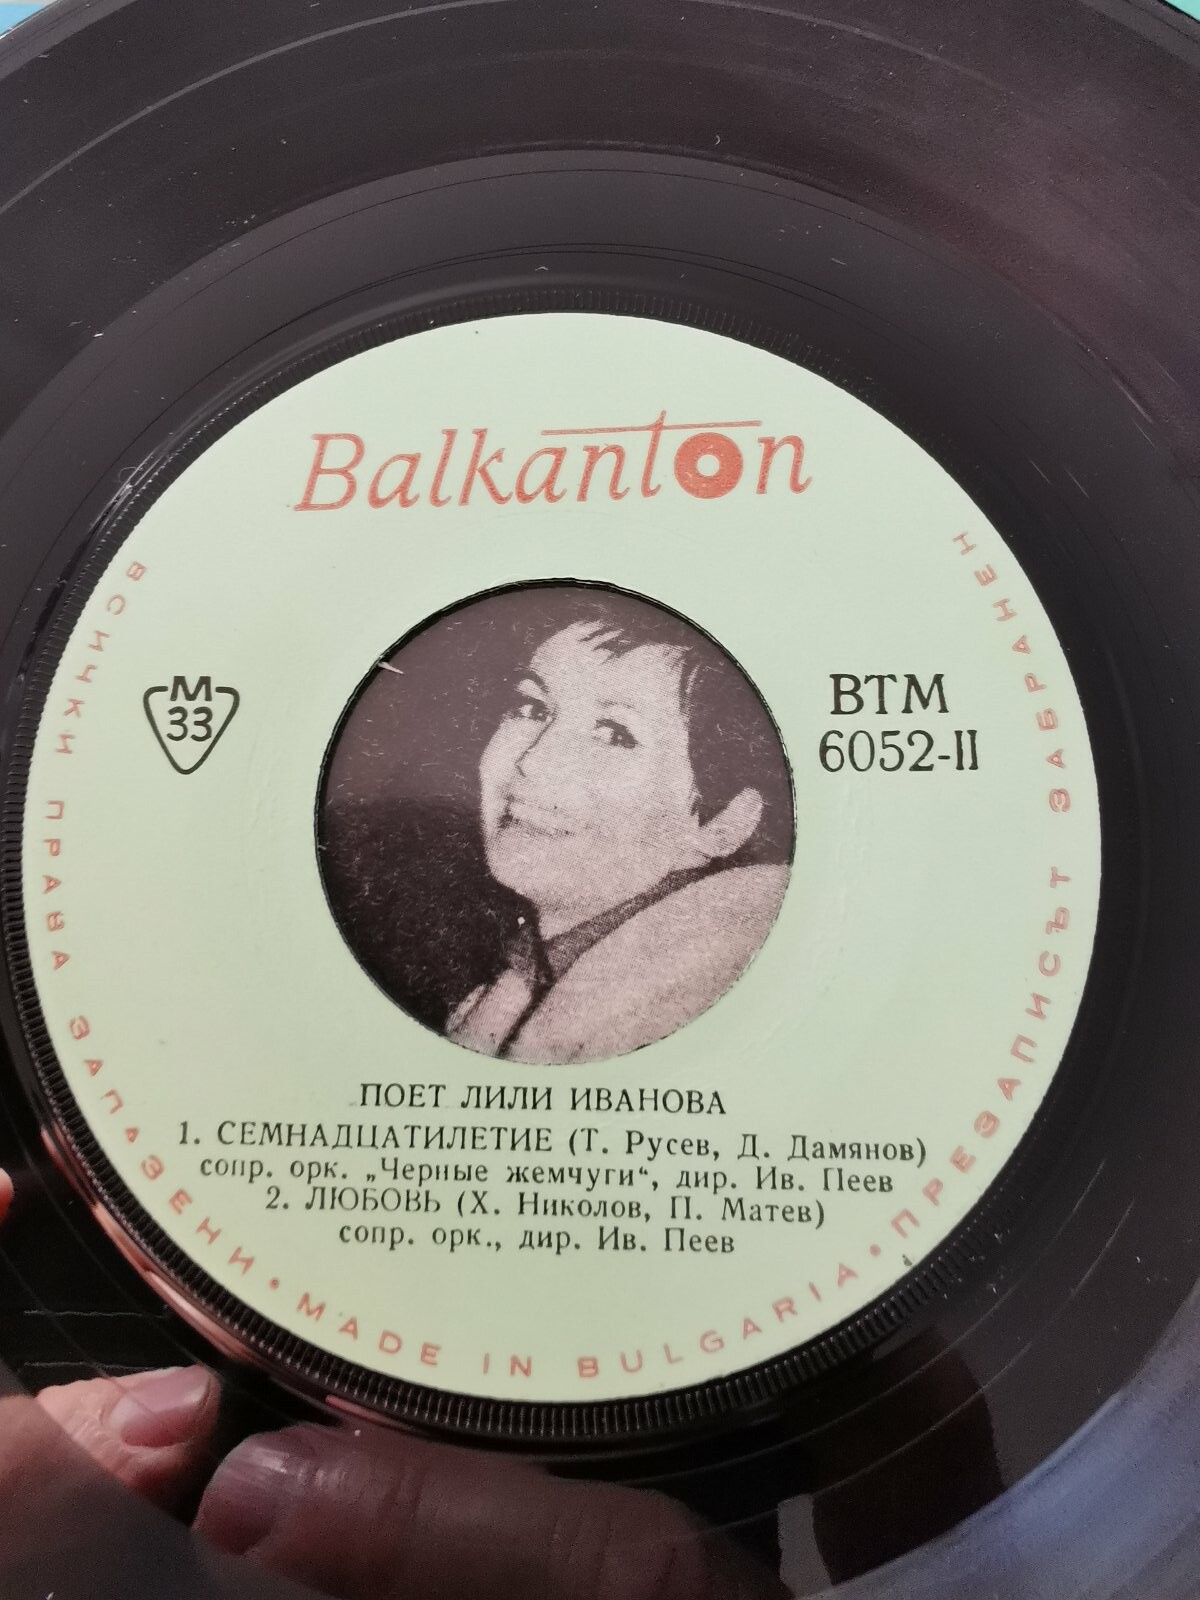 Balkanton
M
33
ВТМ
6052-II
ПОЕТ ЛИЛИ ИВАНОВА
1. СЕМНАДЦАТИЛЕТИЕ (Т. Русев, Д. Дамянов)
сопр. орк. „Черные жемчуги“, дир. Ив. Пеев
2. ЛЮБОВЬ (Х. Николов, П. Матев)
сопр. орк., дир. Ив. Пеев
ВСИЧКИ ПРАВА ЗАПАЗЕНИ • MADE IN BULGARIA • ПРЕЗАПИСЪТ ЗАБРАНЕН